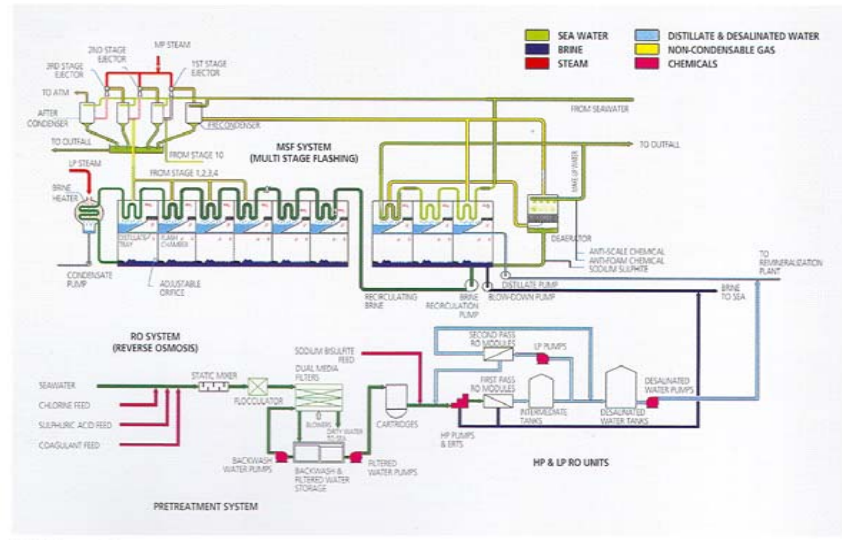 SEA WATER
BRINE
STEAM
DISTILLATE & DESALINATED WATER
NON-CONDENSABLE GAS
CHEMICALS
MP STEAM
2ND STAGE
EJECTOR
3RD STAGE
EJECTOR
1ST STAGE
EJECTOR
TO ATM
AFTER
CONDENSER
PRECONDENSER
FROM SEAWATER
TO OUTFALL
FROM STAGE 10
MSF SYSTEM
(MULTI STAGE FLASHING)
TO OUTFALL
LP STEAM
FROM STAGE 1,2,3,4
MAKE UP WATER
BRINE
HEATER
DISTILLATE
TRAY
FLASH
CHAMBER
DEAERATOR
ANTI-SCALE CHEMICAL
ANTI-FOAM CHEMICAL
SODIUM SULPHITE
TO
REMINERALIZATION
PLANT
CONDENSATE
PUMP
ADJUSTABLE
ORIFICE
RECIRCULATING
BRINE
BRINE
RECIRCULATION
PUMP
DISTILLATE PUMP
BLOW-DOWN PUMP
BRINE
TO SEA
RO SYSTEM
(REVERSE OSMOSIS)
SODIUM BISULFITE
FEED
SECOND PASS
RO MODULES
LP PUMPS
STATIC MIXER
DUAL MEDIA
FILTERS
FIRST PASS
RO MODULES
DESALINATED
WATER PUMPS
SEAWATER
FLOCCULATOR
CHLORINE FEED
SULPHURIC ACID FEED
COAGULANT FEED
BLOWERS
DIRTY WATER
TO SEA
CARTRIDGES
INTERMEDIATE
TANKS
DESALINATED
WATER TANKS
HP PUMPS
& ERTS
BACKWASH
WATER PUMPS
BACKWASH &
FILTERED WATER
STORAGE
FILTERED
WATER PUMPS
HP & LP RO UNITS
PRETREATMENT SYSTEM